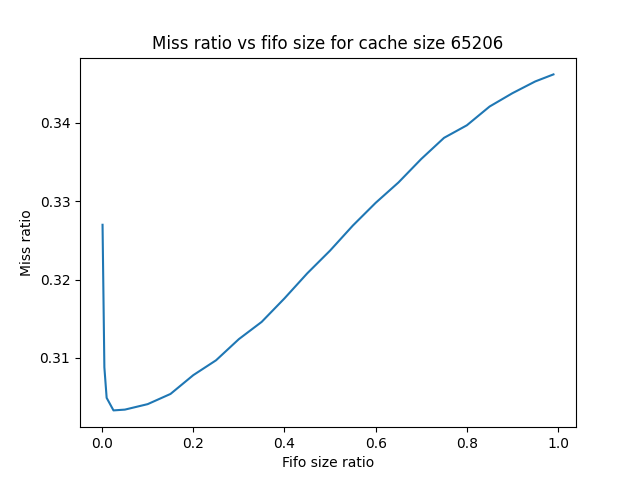 Miss ratio vs fifo size for cache size 65206
0.34
0.33
0.32
0.31
Miss ratio
0.0 0.2 0.4 0.6 0.8 1.0
Fifo size ratio